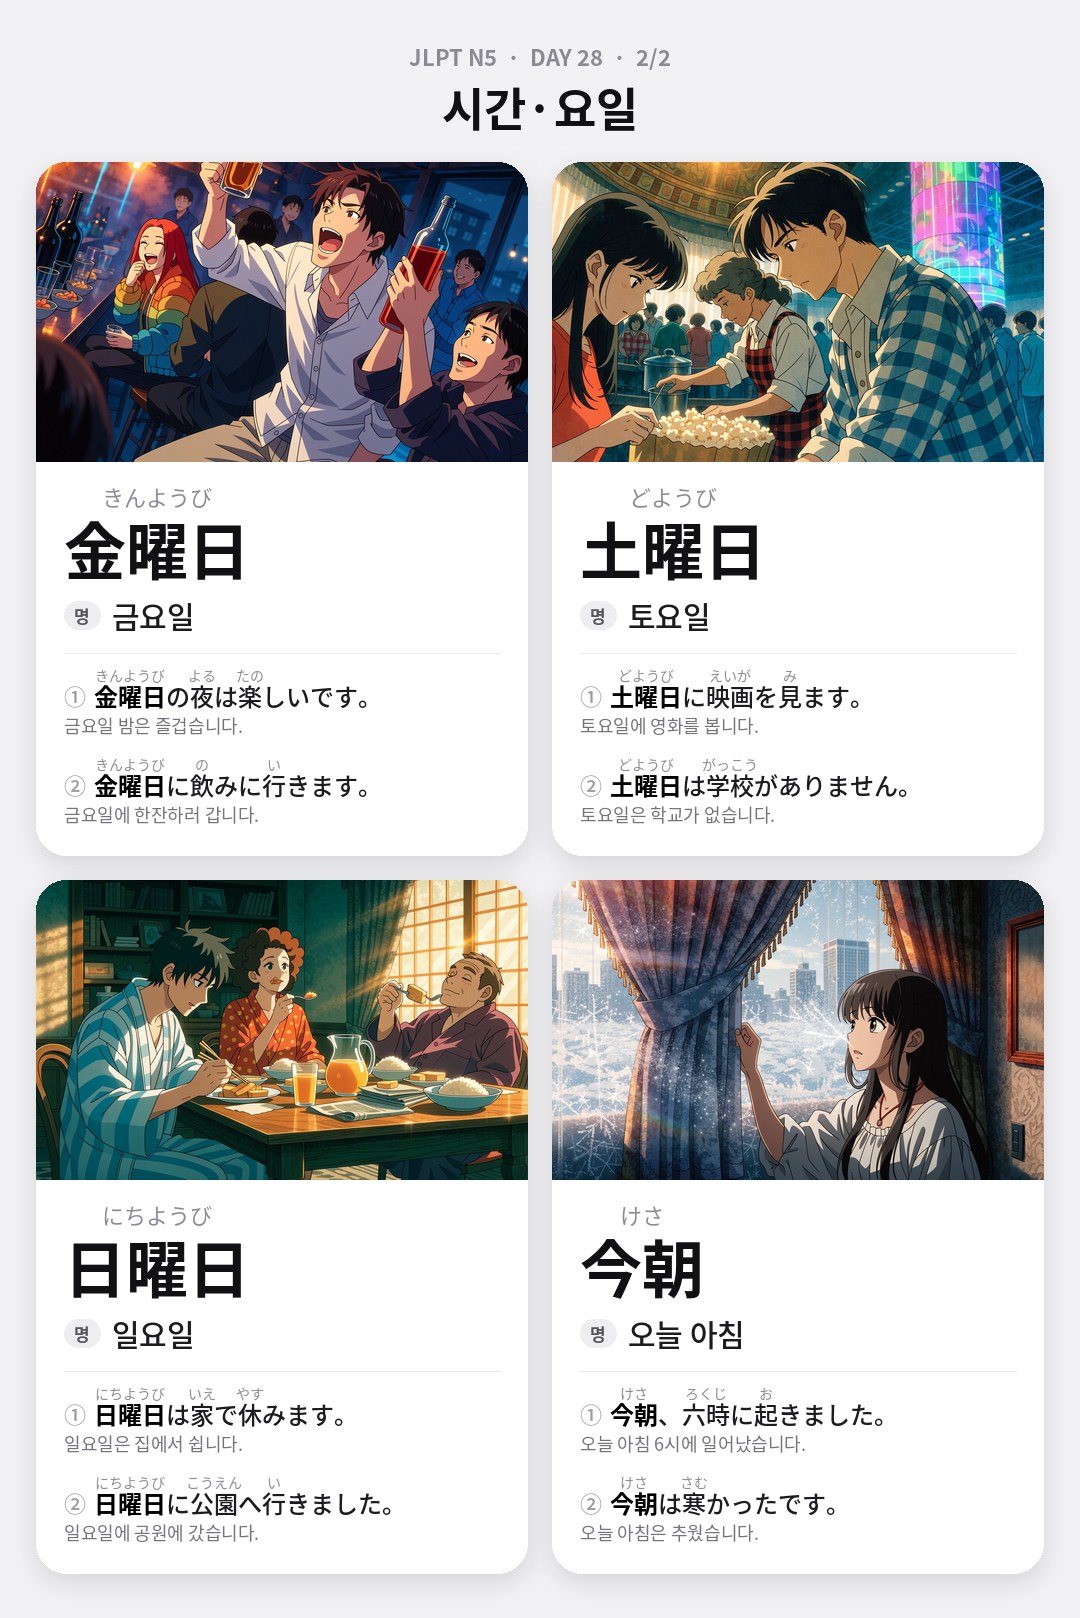 JLPT N5 · DAY 28 · 2/2
시간·요일
きんようび
金曜日
명 금요일
きんようび よる たの
① 金曜日の夜は楽しいです。
금요일 밤은 즐겁습니다.
きんようび の い
② 金曜日に飲みに行きます。
금요일에 한잔하러 갑니다.
どようび
土曜日
명 토요일
どようび えいが み
① 土曜日に映画を見ます。
토요일에 영화를 봅니다.
どようび がっこう
② 土曜日は学校がありません。
토요일은 학교가 없습니다.
にちようび
日曜日
명 일요일
にちようび いえ やす
① 日曜日は家で休みます。
일요일은 집에서 쉽니다.
にちようび こうえん い
② 日曜日に公園へ行きました。
일요일에 공원에 갔습니다.
けさ
今朝
명 오늘 아침
けさ ろくじ お
① 今朝、六時に起きました。
오늘 아침 6시에 일어났습니다.
けさ さむ
② 今朝は寒かったです。
오늘 아침은 추웠습니다.